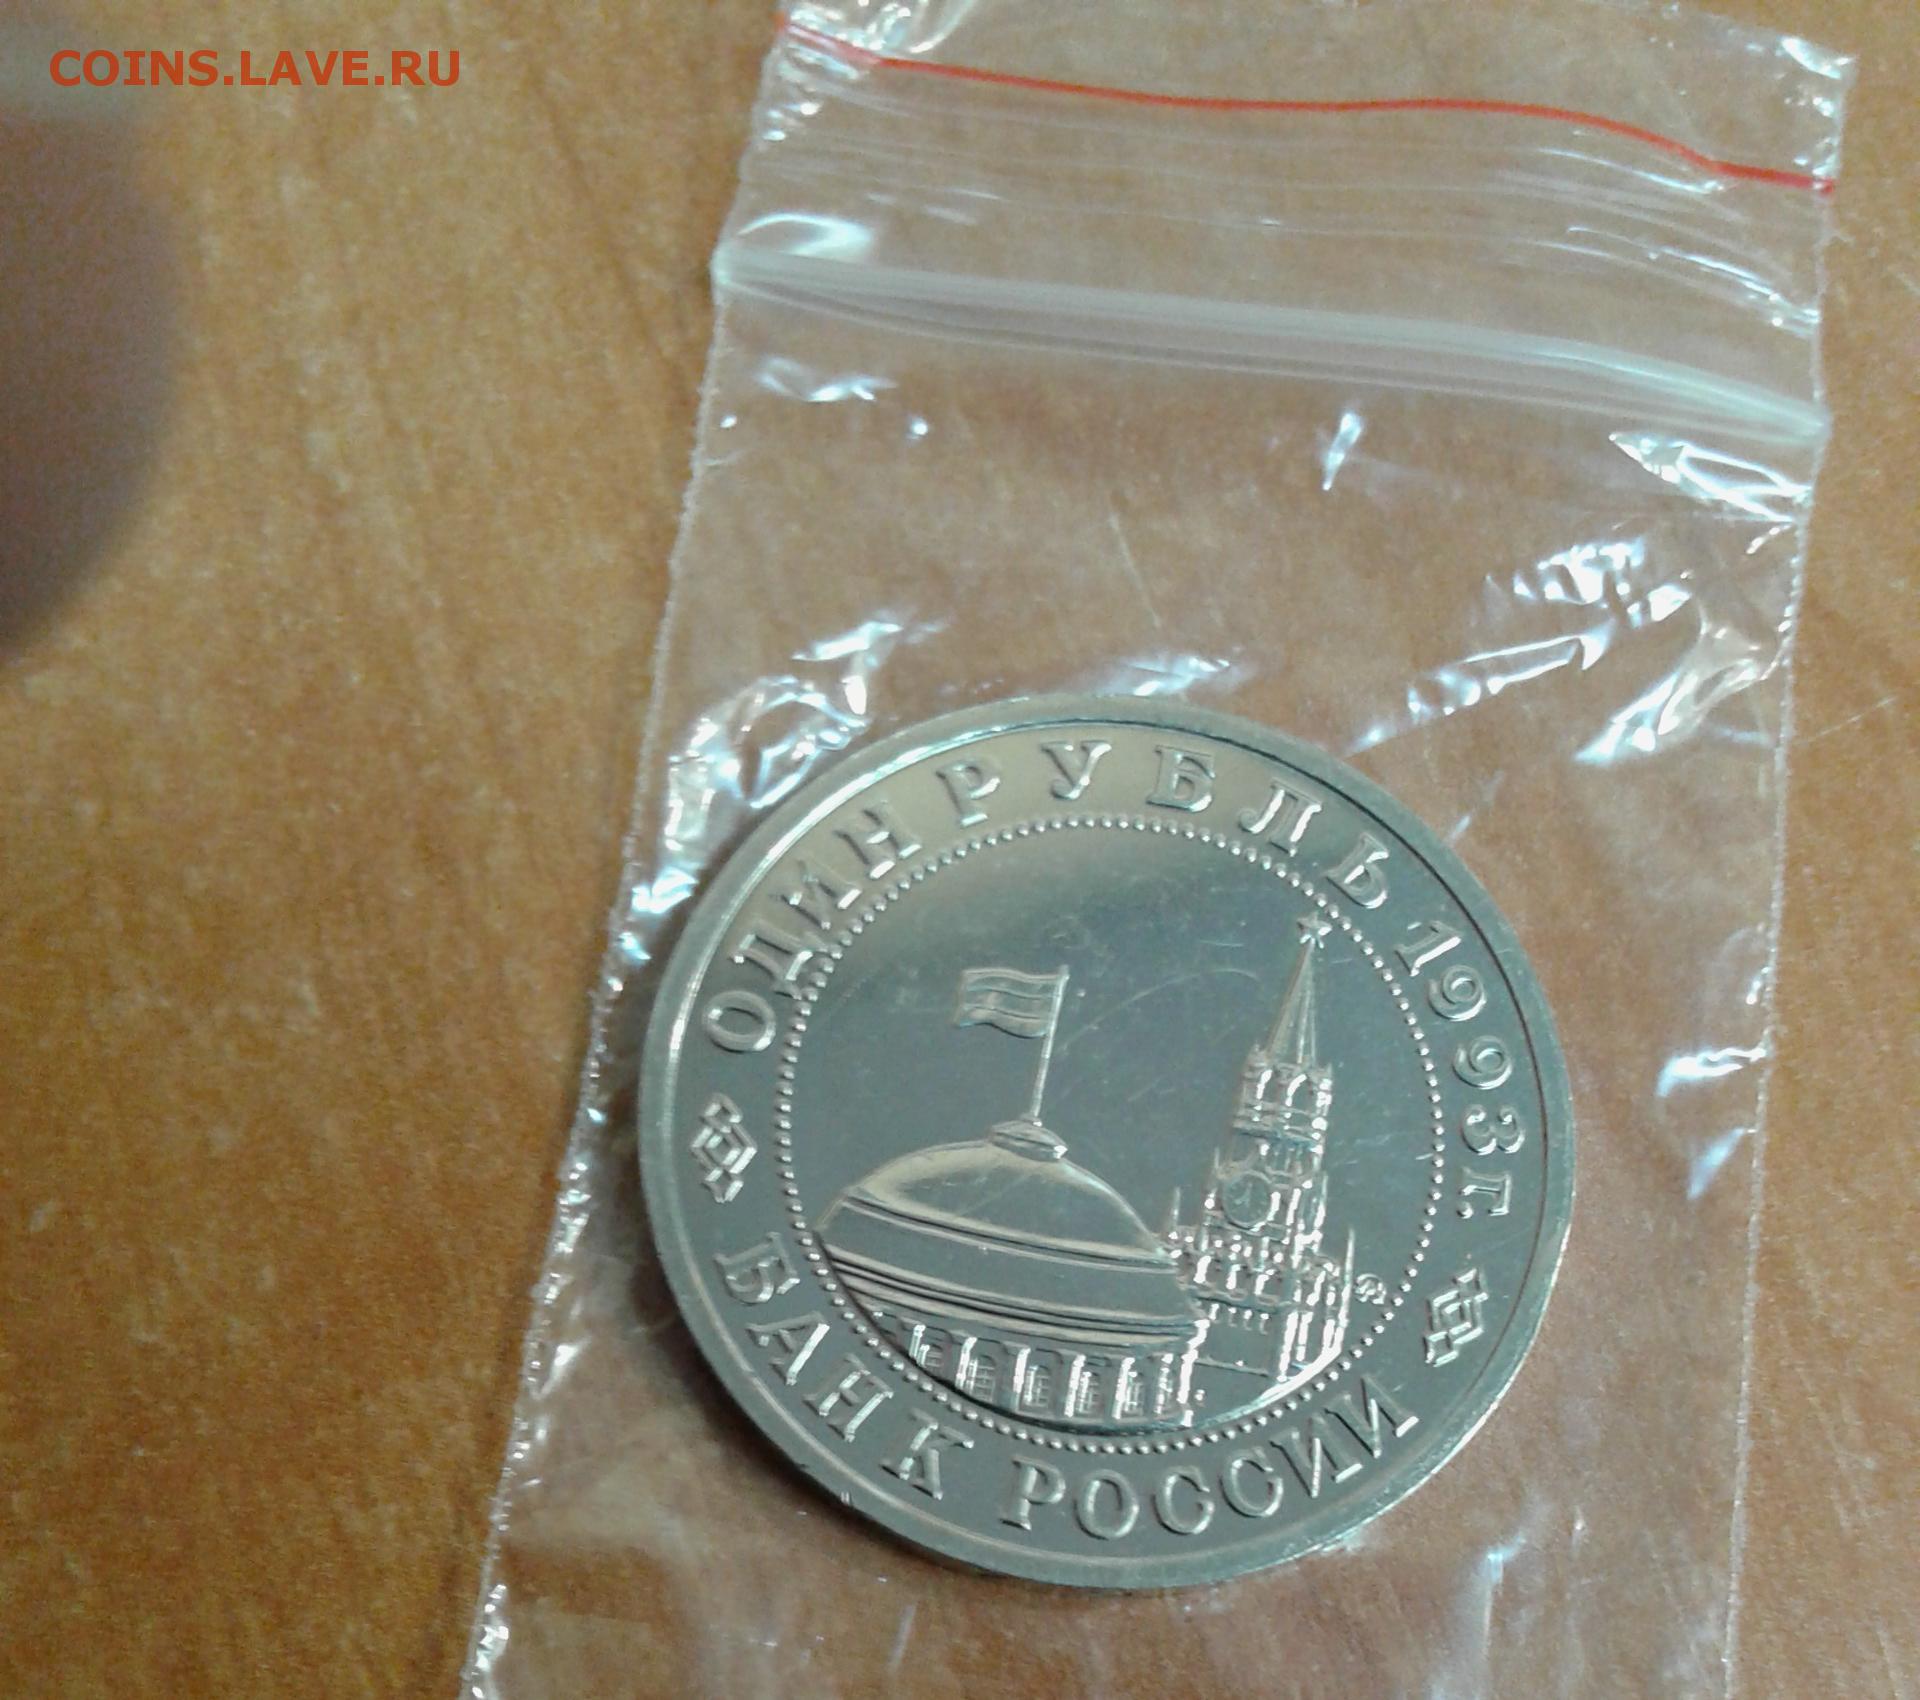 COINS.LAVE.RU
ОДИН РУБЛЬ 1993 г.
БАНК РОССИИ